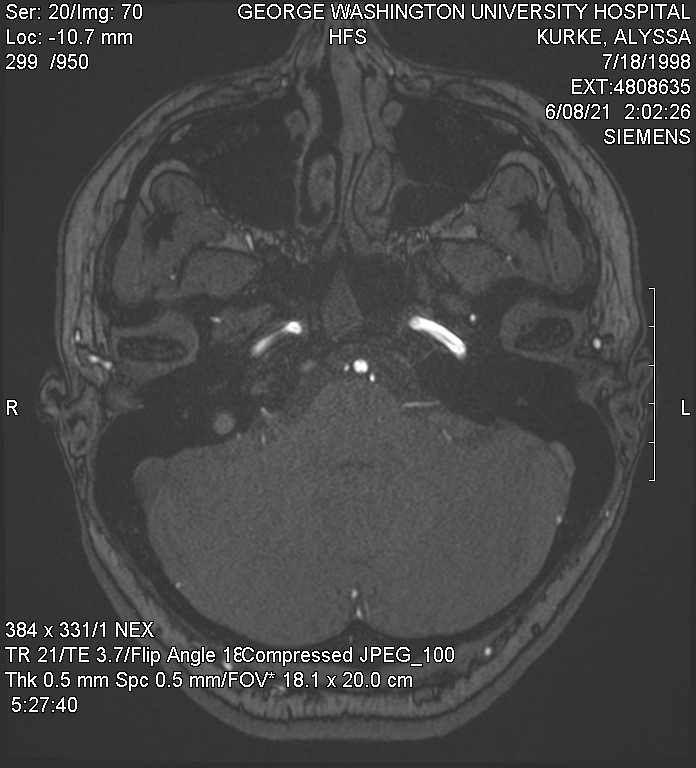 Ser: 20/Img: 70
Loc: -10.7 mm
299 /950
GEORGE WASHINGTON UNIVERSITY HOSPITAL
HFS
KURKE, ALYSSA
7/18/1998
EXT:4808635
6/08/21 2:02:26
SIEMENS
R
L
384 x 331/1 NEX
TR 21/TE 3.7/Flip Angle 18Compressed JPEG_100
Thk 0.5 mm Spc 0.5 mm/FOV* 18.1 x 20.0 cm
5:27:40